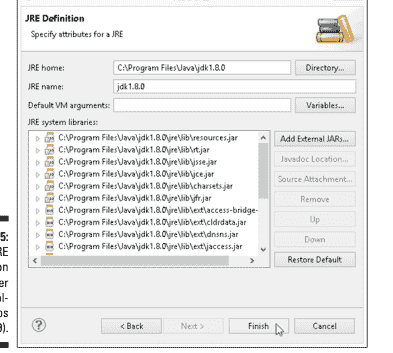 JRE Definition
Specify attributes for a JRE
JRE home:
C:\Program Files\Java\jdk1.8.0
Directory...
JRE name:
jdk1.8.0
Default VM arguments:
Variables...
JRE system libraries:
C:\Program Files\Java\jdk1.8.0\jre\lib\resources.jar
C:\Program Files\Java\jdk1.8.0\jre\lib\rt.jar
C:\Program Files\Java\jdk1.8.0\jre\lib\jsse.jar
C:\Program Files\Java\jdk1.8.0\jre\lib\jce.jar
C:\Program Files\Java\jdk1.8.0\jre\lib\charsets.jar
C:\Program Files\Java\jdk1.8.0\jre\lib\jfr.jar
C:\Program Files\Java\jdk1.8.0\jre\lib\ext\access-bridge-
C:\Program Files\Java\jdk1.8.0\jre\lib\ext\cldrdata.jar
C:\Program Files\Java\jdk1.8.0\jre\lib\ext\dnsns.jar
C:\Program Files\Java\jdk1.8.0\jre\lib\ext\jaccess.jar
Add External JARs...
Javadoc Location...
Source Attachment...
Remove
Up
Down
Restore Default
5:
RE
on
er
ol-
os
).
?
< Back
Next >
Finish
Cancel